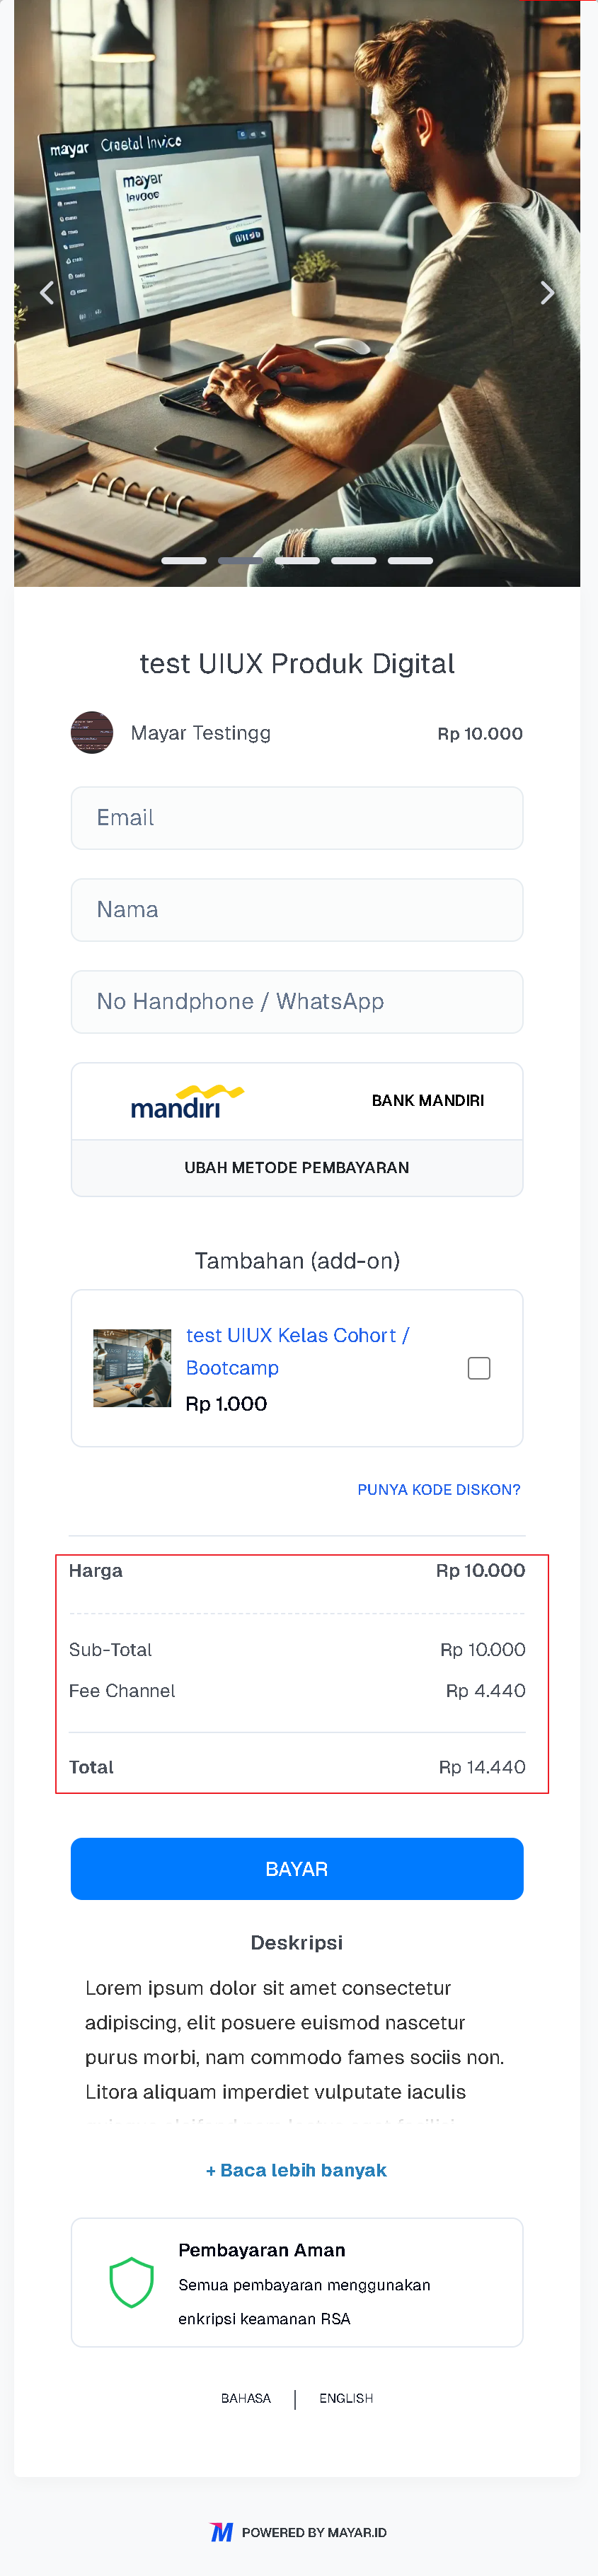 mayar
Creatal Invice
mayar
Invoice
test UIUX Produk Digital
Mayar Testingg
Rp 10.000
Email
Nama
No Handphone / WhatsApp
mandiri
BANK MANDIRI
UBAH METODE PEMBAYARAN
Tambahan (add-on)
test UIUX Kelas Cohort /
Bootcamp
Rp 1.000
PUNYA KODE DISKON?
Harga Rp 10.000
Sub-Total Rp 10.000
Fee Channel Rp 4.440
Total Rp 14.440
BAYAR
Deskripsi
Lorem ipsum dolor sit amet consectetur
adipiscing, elit posuere euismod nascetur
purus morbi, nam commodo fames sociis non.
Litora aliquam imperdiet vulputate iaculis
+ Baca lebih banyak
Pembayaran Aman
Semua pembayaran menggunakan
enkripsi keamanan RSA
BAHASA | ENGLISH
POWERED BY MAYAR.ID